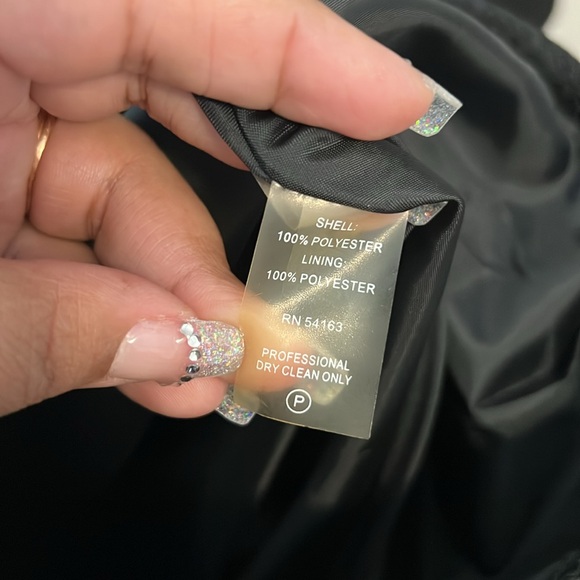 SHELL:
100% POLYESTER
LINING:
100% POLYESTER
RN 54163
PROFESSIONAL
DRY CLEAN ONLY
P